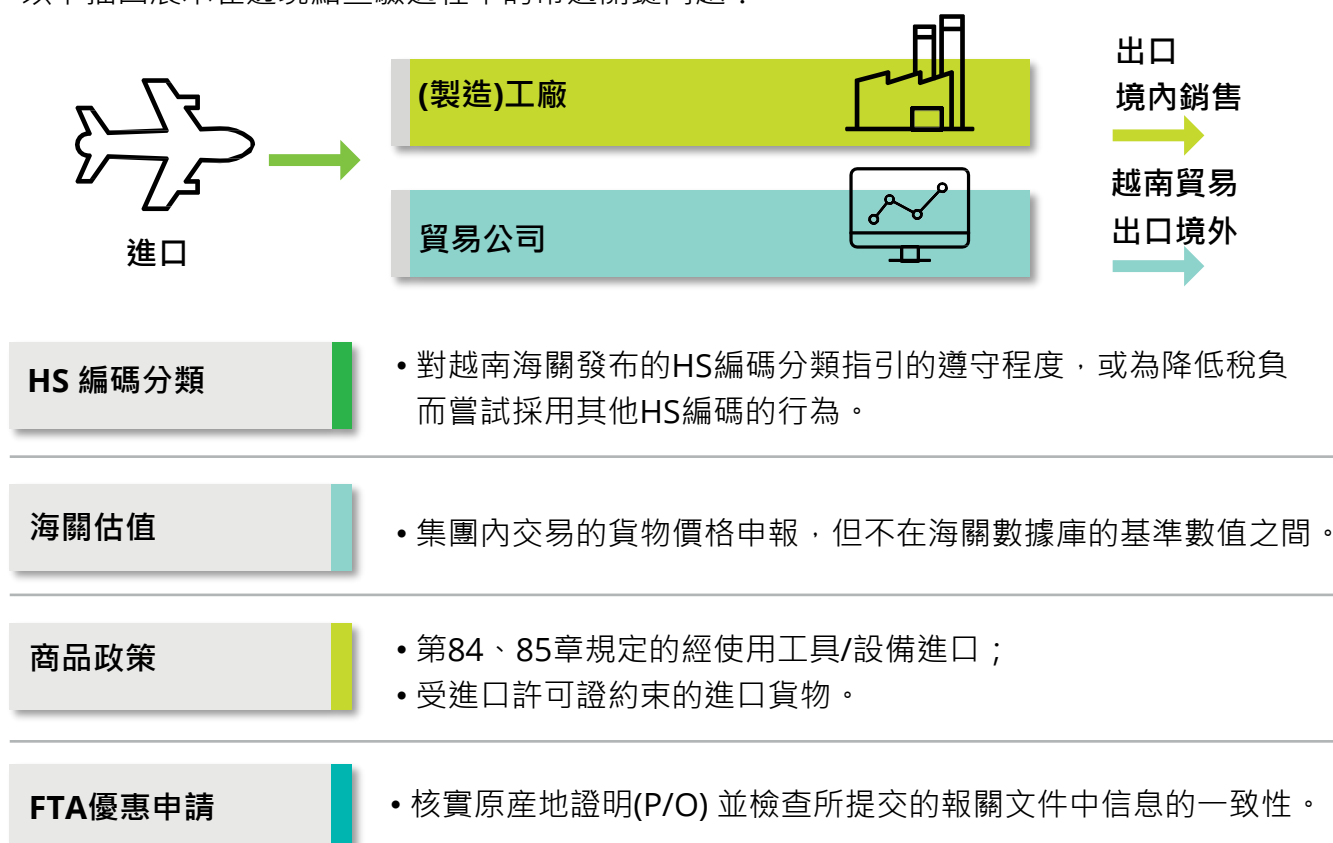 (製造)工廠
出口
境內銷售
進口
貿易公司
越南貿易
出口境外
HS 編碼分類
• 對越南海關發布的HS編碼分類指引的遵守程度，或為降低稅負
而嘗試採用其他HS編碼的行為。
海關估值
• 集團內交易的貨物價格申報，但不在海關數據庫的基準數值之間。
商品政策
• 第84、85章規定的經使用工具/設備進口；
• 受進口許可證約束的進口貨物。
FTA優惠申請
• 核實原産地證明(P/O) 並檢查所提交的報關文件中信息的一致性。